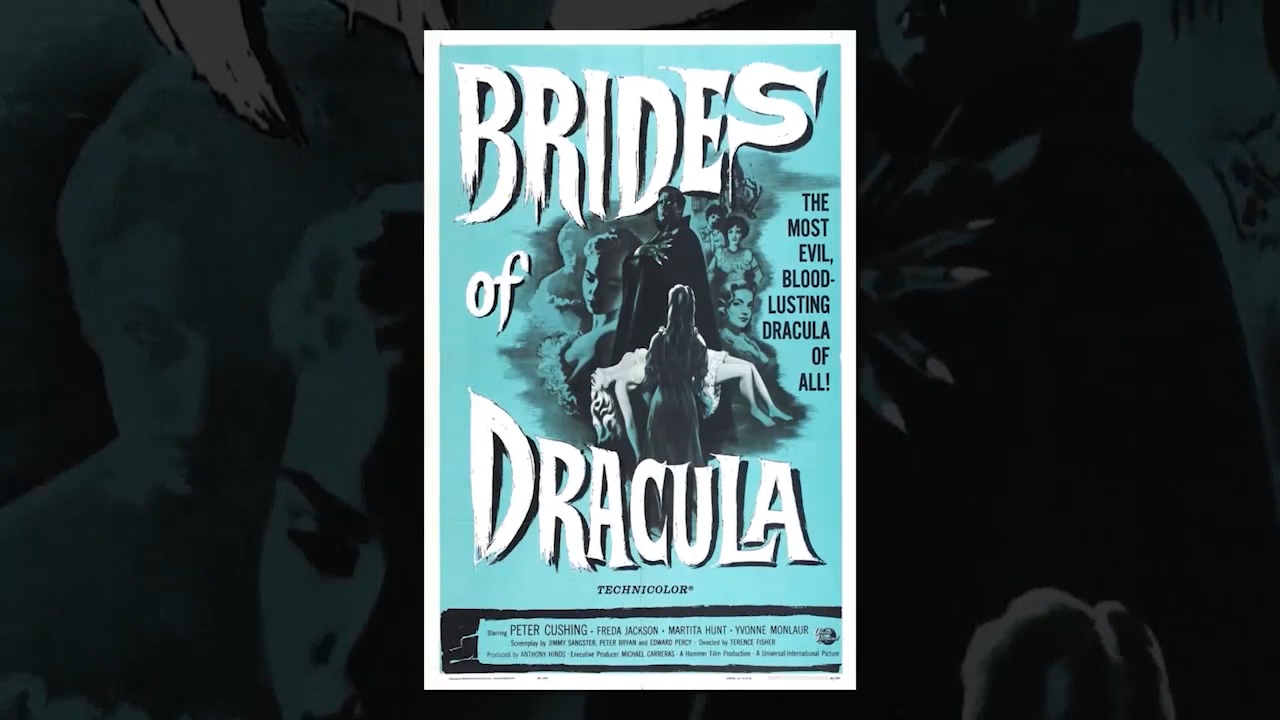 BRIDES
of
DRACULA
THE
MOST
EVIL,
BLOOD-
LUSTING
DRACULA
OF
ALL!
TECHNICOLOR®
Starring PETER CUSHING · FREDA JACKSON · MARTITA HUNT · YVONNE MONLAUR
Screenplay by JIMMY SANGSTER, PETER BRYAN and EDWARD PERCY · Directed by TERENCE FISHER
Produced by ANTHONY HINDS · Executive Producer MICHAEL CARRERAS · A Hammer Film Production · A Universal-International Picture